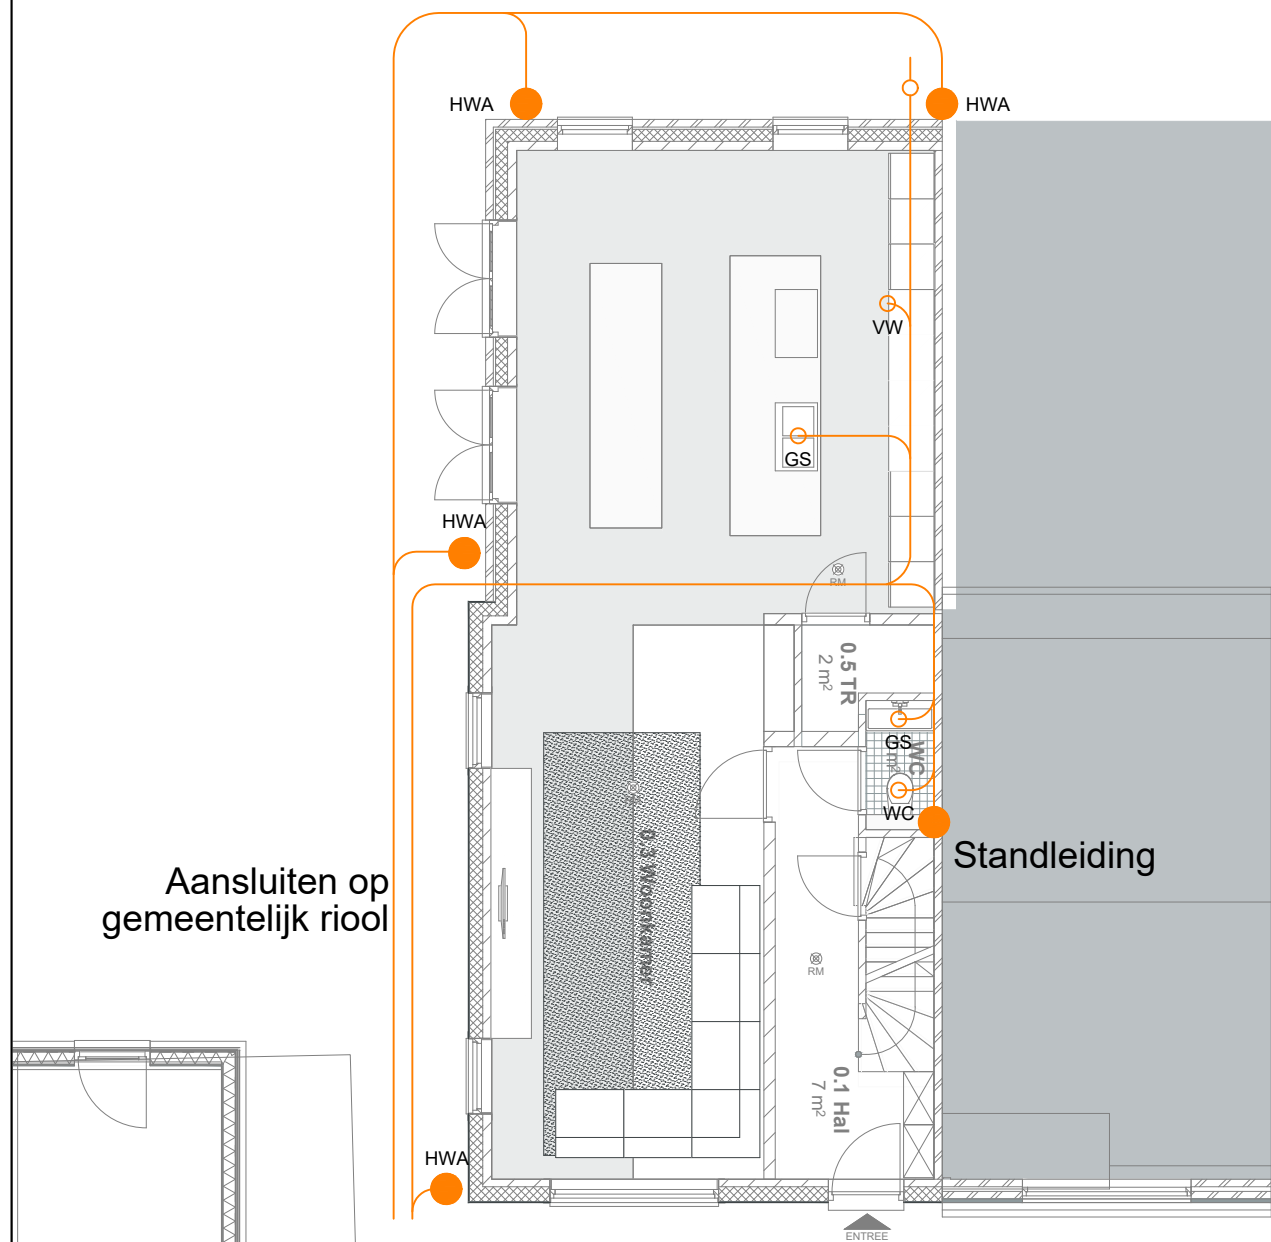 HWA
HWA
VW
GS
HWA
RM
0.5 TR
2 m²
GS
WC
m²
WC
0.3 Woonkamer
Standleiding
Aansluiten op
gemeentelijk riool
RM
0.1 Hal
7 m²
HWA
ENTREE